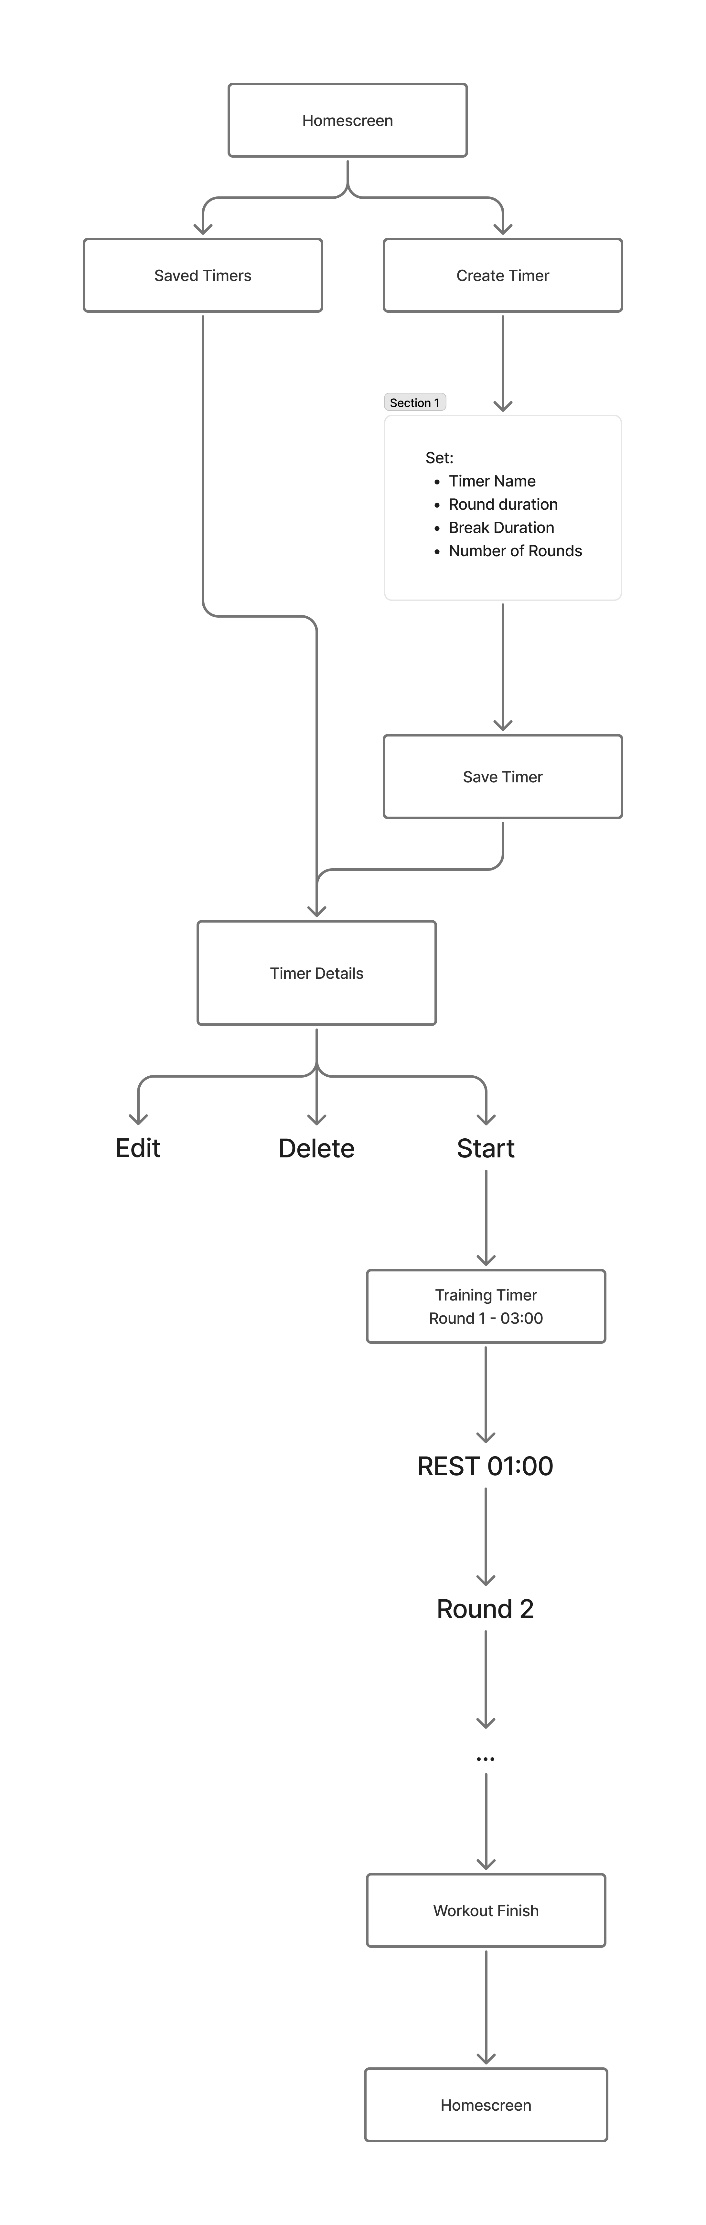 Homescreen
Saved Timers
Create Timer
Section 1
Set:
• Timer Name
• Round duration
• Break Duration
• Number of Rounds
Save Timer
Timer Details
Edit
Delete
Start
Training Timer
Round 1 - 03:00
REST 01:00
Round 2
...
Workout Finish
Homescreen